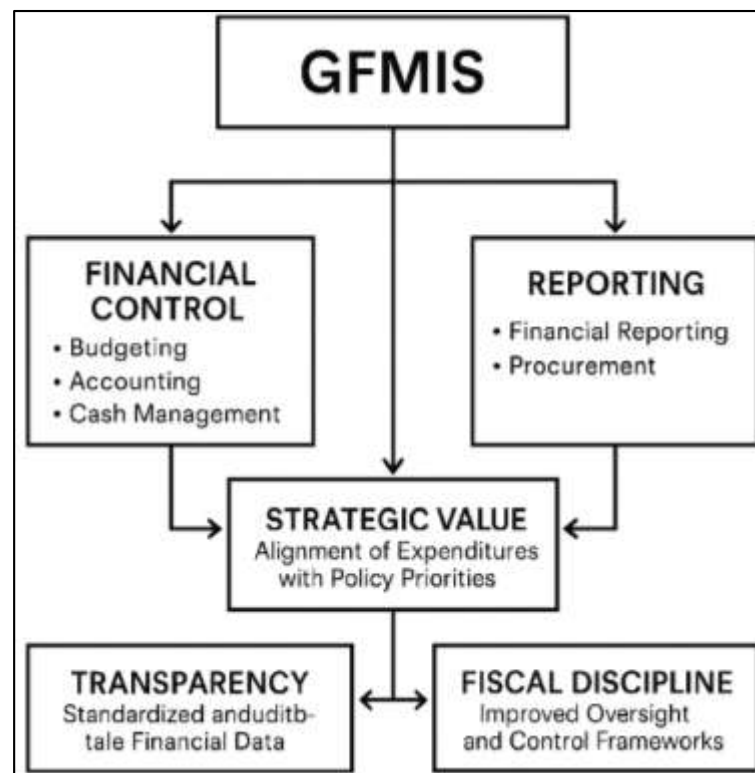 GFMIS
FINANCIAL
CONTROL
• Budgeting
• Accounting
• Cash Management
REPORTING
• Financial Reporting
• Procurement
STRATEGIC VALUE
Alignment of Expenditures
with Policy Priorities
TRANSPARENCY
Standardized anduditb-
tale Financial Data
FISCAL DISCIPLINE
Improved Oversight
and Control Frameworks